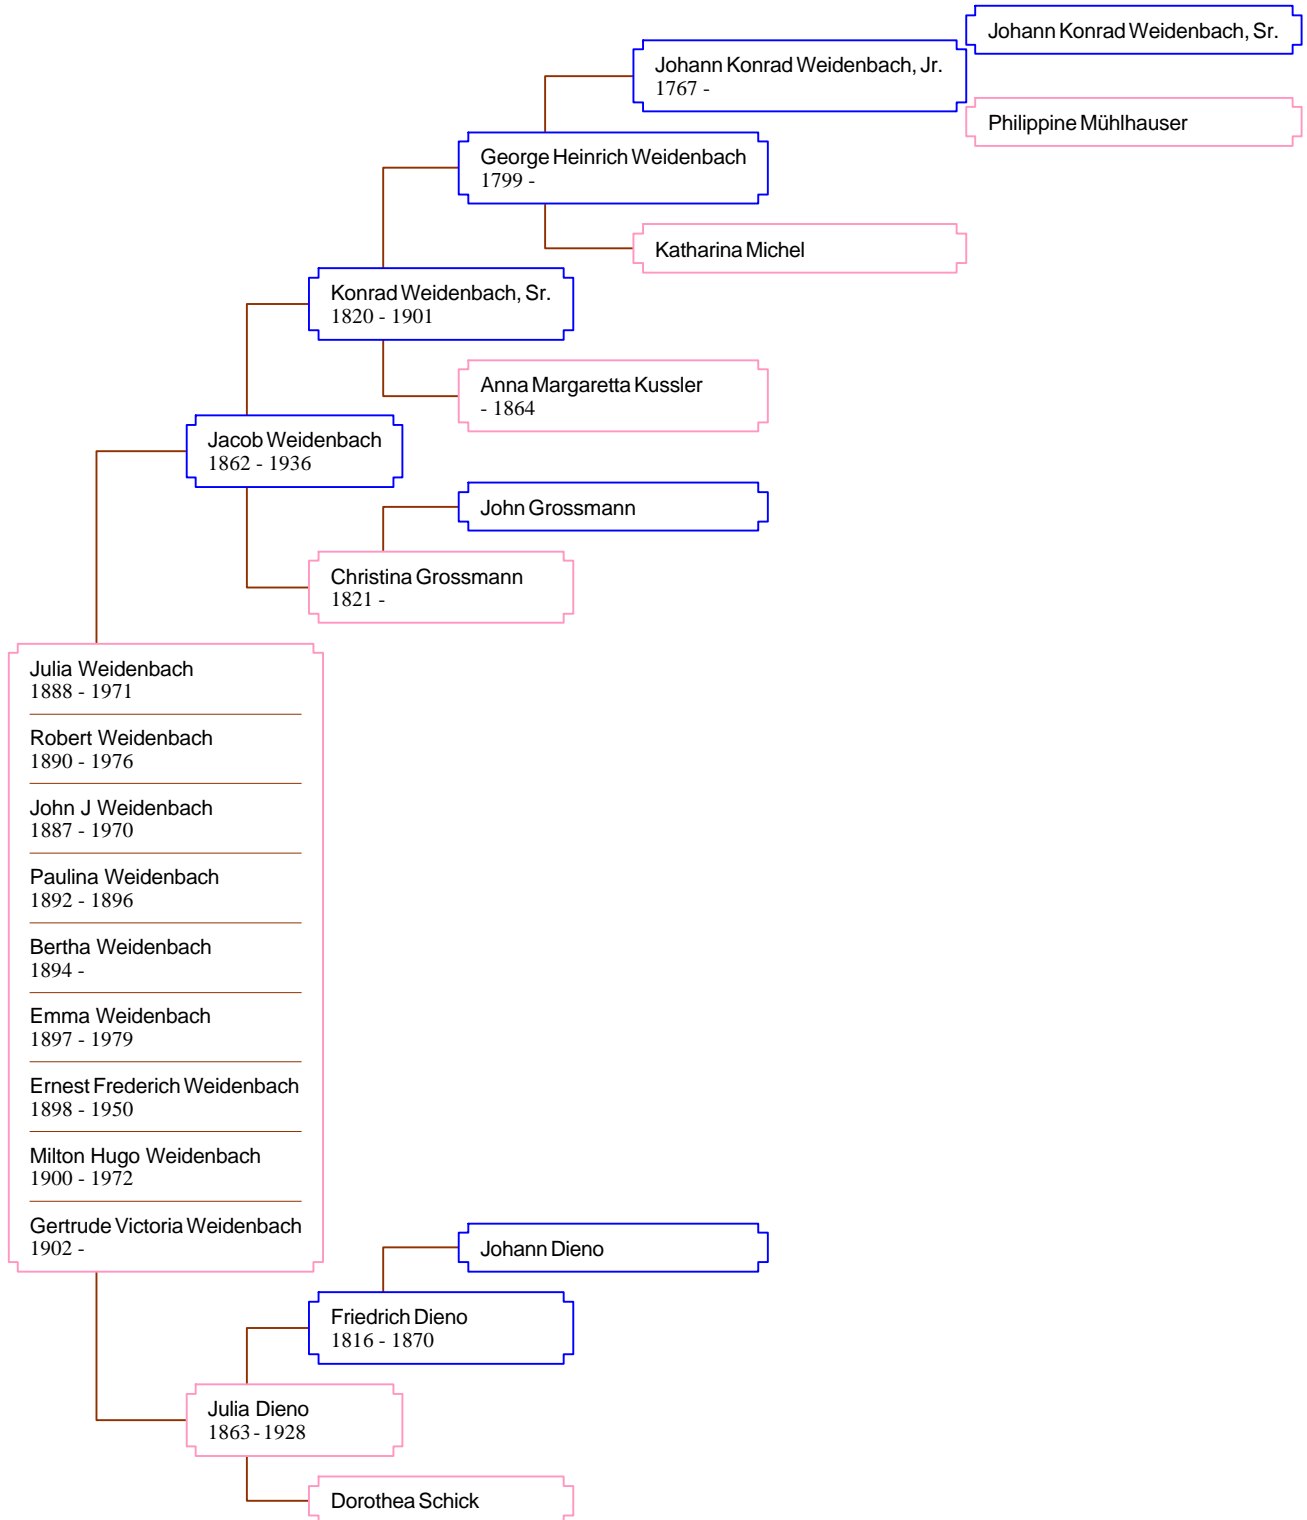 Johann Konrad Weidenbach, Sr.
Johann Konrad Weidenbach, Jr.
1767 -
Philippine Mühlhauser
George Heinrich Weidenbach
1799 -
Katharina Michel
Konrad Weidenbach, Sr.
1820 - 1901
Anna Margaretta Kussler
- 1864
Jacob Weidenbach
1862 - 1936
John Grossmann
Christina Grossmann
1821 -
Julia Weidenbach
1888 - 1971
Robert Weidenbach
1890 - 1976
John J Weidenbach
1887 - 1970
Paulina Weidenbach
1892 - 1896
Bertha Weidenbach
1894 -
Emma Weidenbach
1897 - 1979
Ernest Frederich Weidenbach
1898 - 1950
Milton Hugo Weidenbach
1900 - 1972
Gertrude Victoria Weidenbach
1902 -
Johann Dieno
Friedrich Dieno
1816 - 1870
Julia Dieno
1863 - 1928
Dorothea Schick